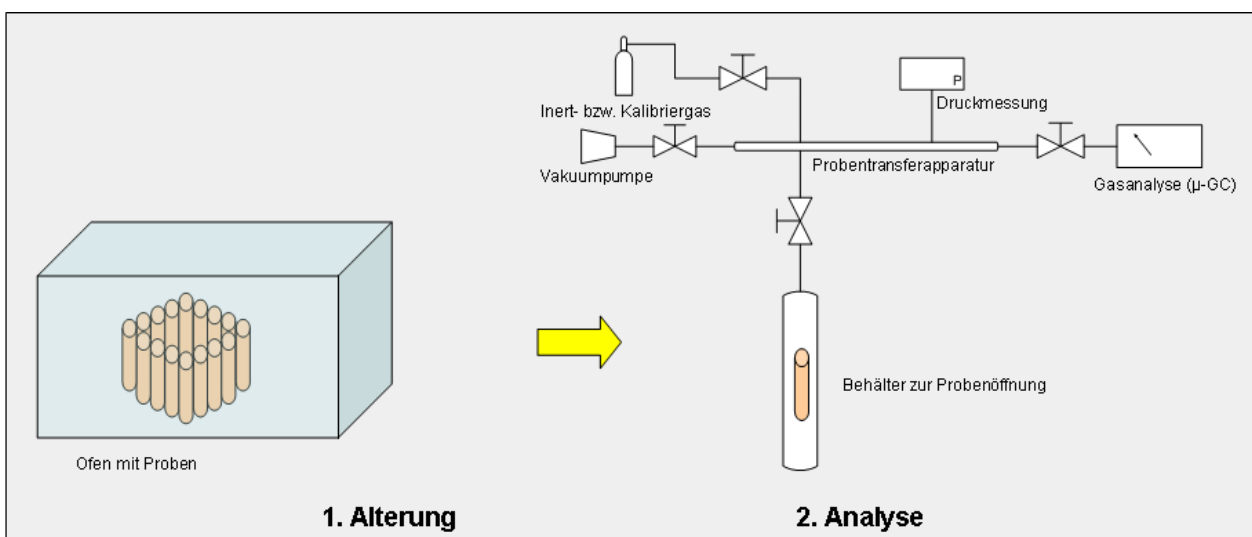 P
Druckmessung
Inert- bzw. Kalibriergas
Vakuumpumpe
Probentransferapparatur
Gasanalyse (µ-GC)
Behälter zur Probenöffnung
Ofen mit Proben
1. Alterung
2. Analyse